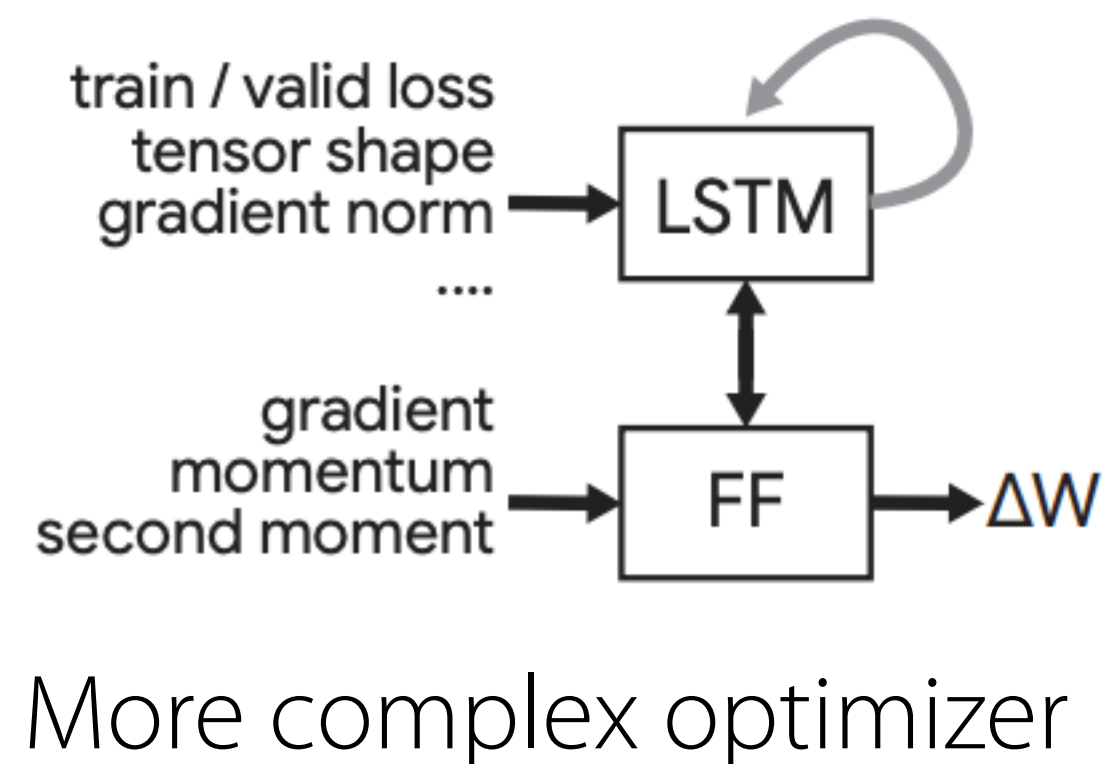 train / valid loss
tensor shape
gradient norm
....
LSTM
gradient
momentum
second moment
FF
ΔW
More complex optimizer